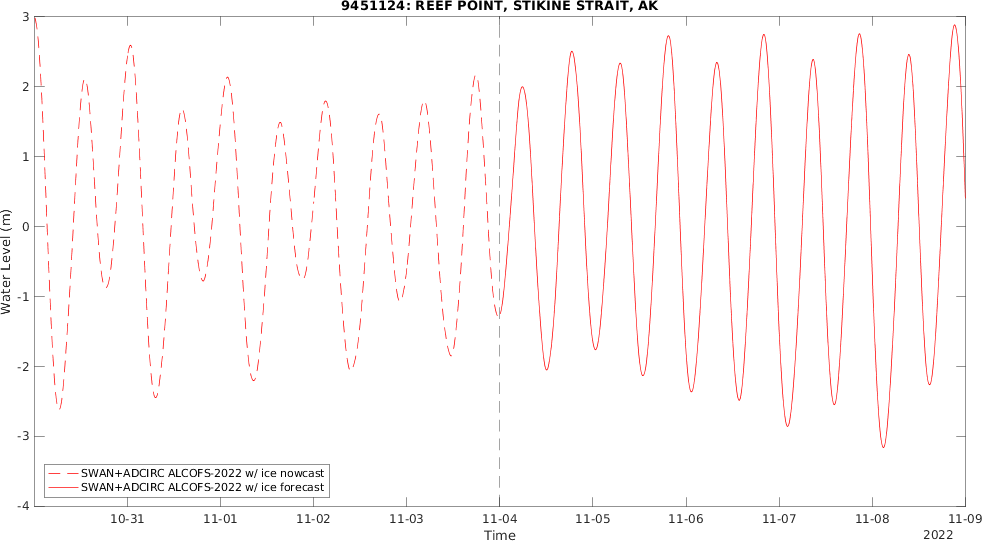 9451124: REEF POINT, STIKINE STRAIT, AK
3
2
1
0
-1
-2
-3
-4
Water Level (m)
SWAN+ADCIRC ALCOFS-2022 w/ ice nowcast
SWAN+ADCIRC ALCOFS-2022 w/ ice forecast
10-31 11-01 11-02 11-03 11-04 11-05 11-06 11-07 11-08 11-09
Time
2022